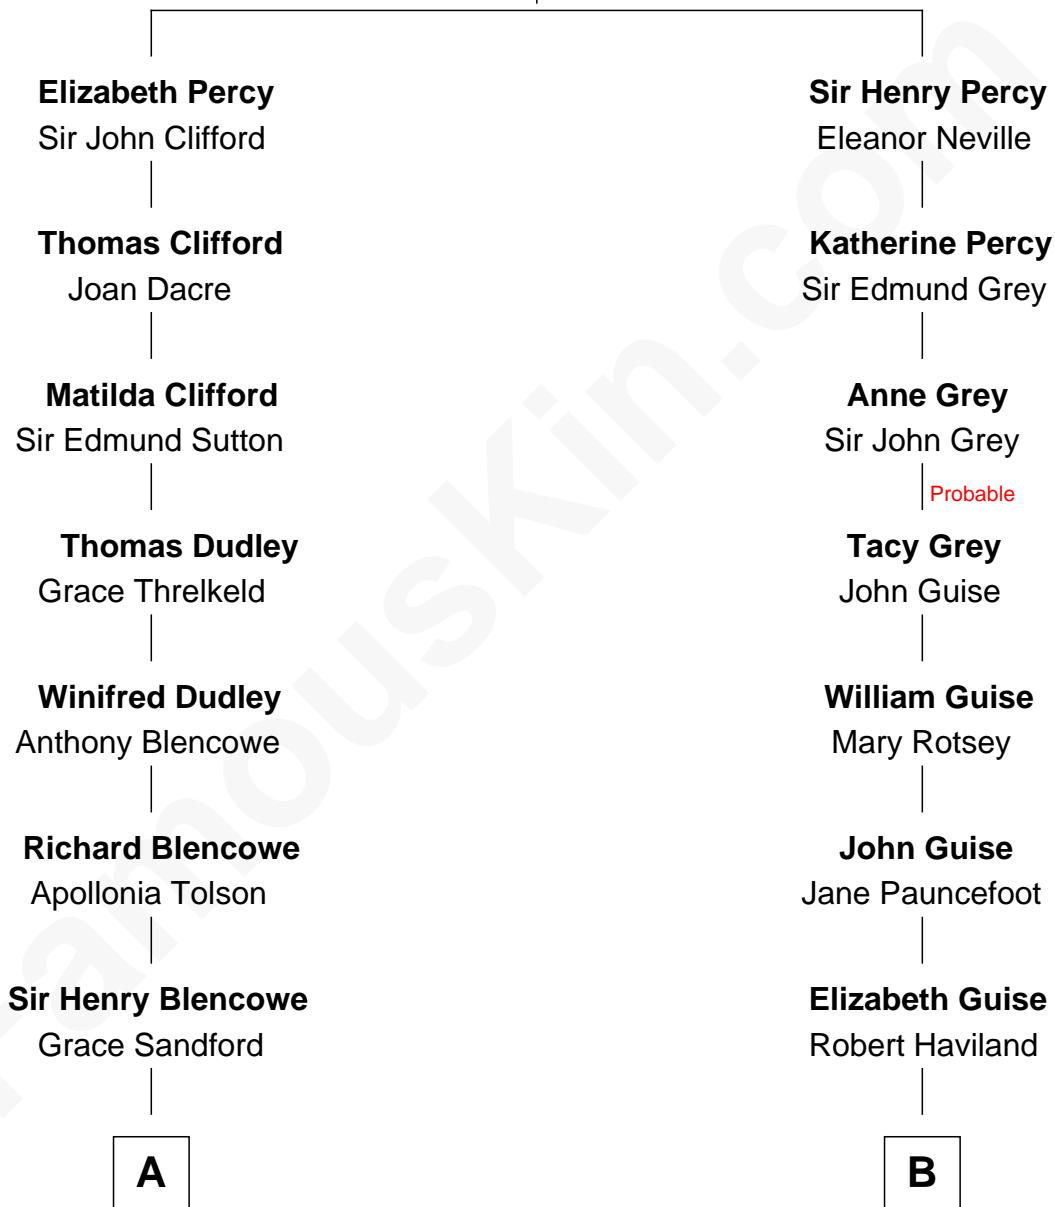 Elizabeth Percy
Sir John Clifford
Thomas Clifford
Joan Dacre
Matilda Clifford
Sir Edmund Sutton
Thomas Dudley
Grace Threlkeld
Winifred Dudley
Anthony Blencowe
Richard Blencowe
Apollonia Tolson
Sir Henry Blencowe
Grace Sandford
A
Sir Henry Percy
Eleanor Neville
Katherine Percy
Sir Edmund Grey
Anne Grey
Sir John Grey
Probable
Tacy Grey
John Guise
William Guise
Mary Rotsey
John Guise
Jane Pauncefoot
Elizabeth Guise
Robert Haviland
B
FamousKin.com